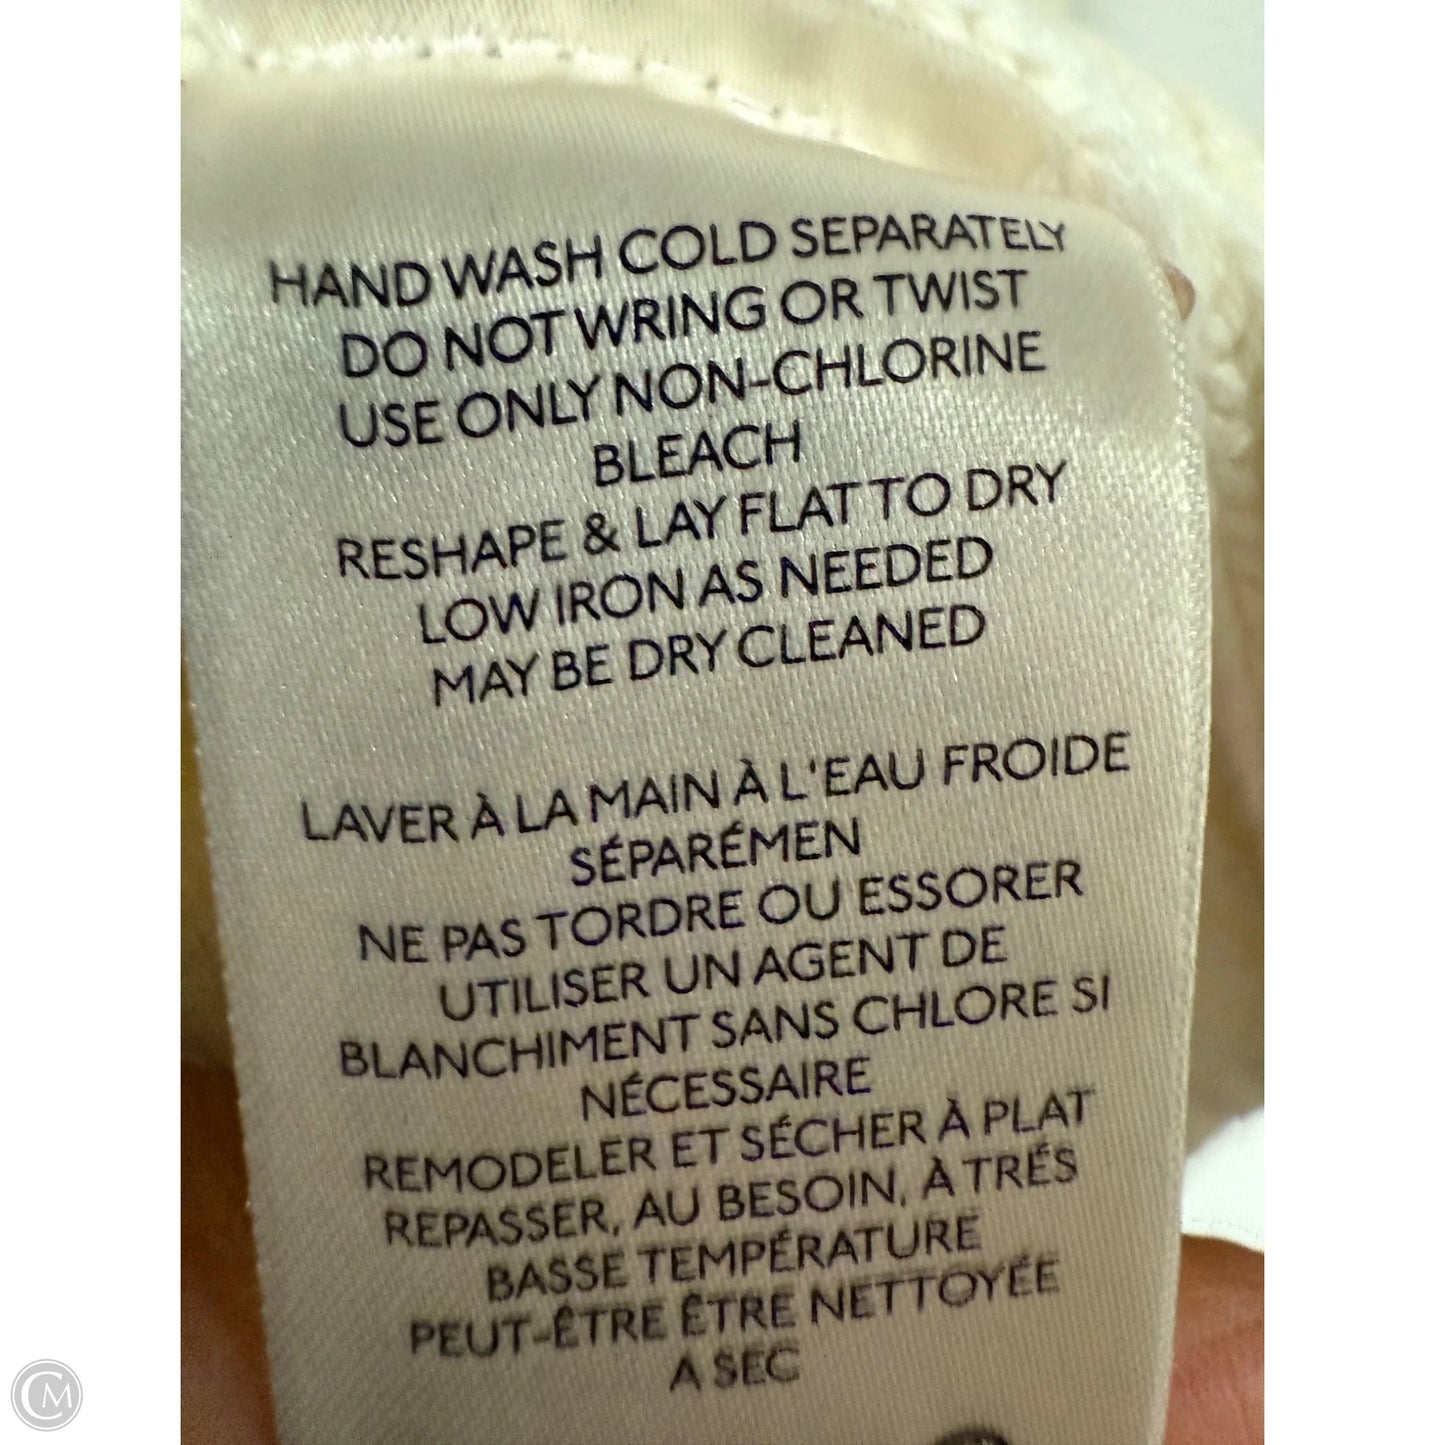 HAND WASH COLD SEPARATELY
DO NOT WRING OR TWIST
USE ONLY NON-CHLORINE
BLEACH
RESHAPE & LAY FLAT TO DRY
LOW IRON AS NEEDED
MAY BE DRY CLEANED
LAVER À LA MAIN À L'EAU FROIDE
SÉPARÉMEN
NE PAS TORDRE OU ESSORER
UTILISER UN AGENT DE
BLANCHIMENT SANS CHLORE SI
NÉCESSAIRE
REMODELER ET SÉCHER À PLAT
REPASSER, AU BESOIN, À TRÉS
BASSE TEMPÉRATURE
PEUT-ÊTRE ÊTRE NETTOYÉE
A SEC
CM